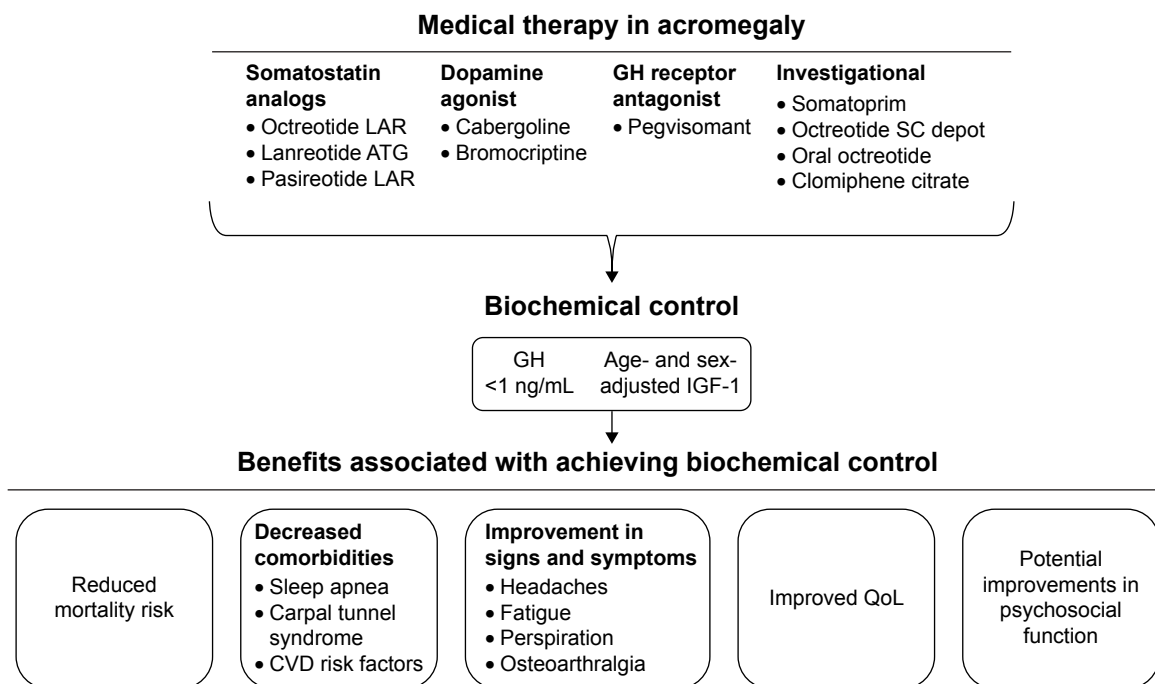 Medical therapy in acromegaly
Somatostatin
analogs
• Octreotide LAR
• Lanreotide ATG
• Pasireotide LAR
Dopamine
agonist
• Cabergoline
• Bromocriptine
GH receptor
antagonist
• Pegvisomant
Investigational
• Somatoprim
• Octreotide SC depot
• Oral octreotide
• Clomiphene citrate
Biochemical control
GH
<1 ng/mL
Age- and sex-
adjusted IGF-1
Benefits associated with achieving biochemical control
Reduced
mortality risk
Decreased
comorbidities
• Sleep apnea
• Carpal tunnel
syndrome
• CVD risk factors
Improvement in
signs and symptoms
• Headaches
• Fatigue
• Perspiration
• Osteoarthralgia
Improved QoL
Potential
improvements in
psychosocial
function